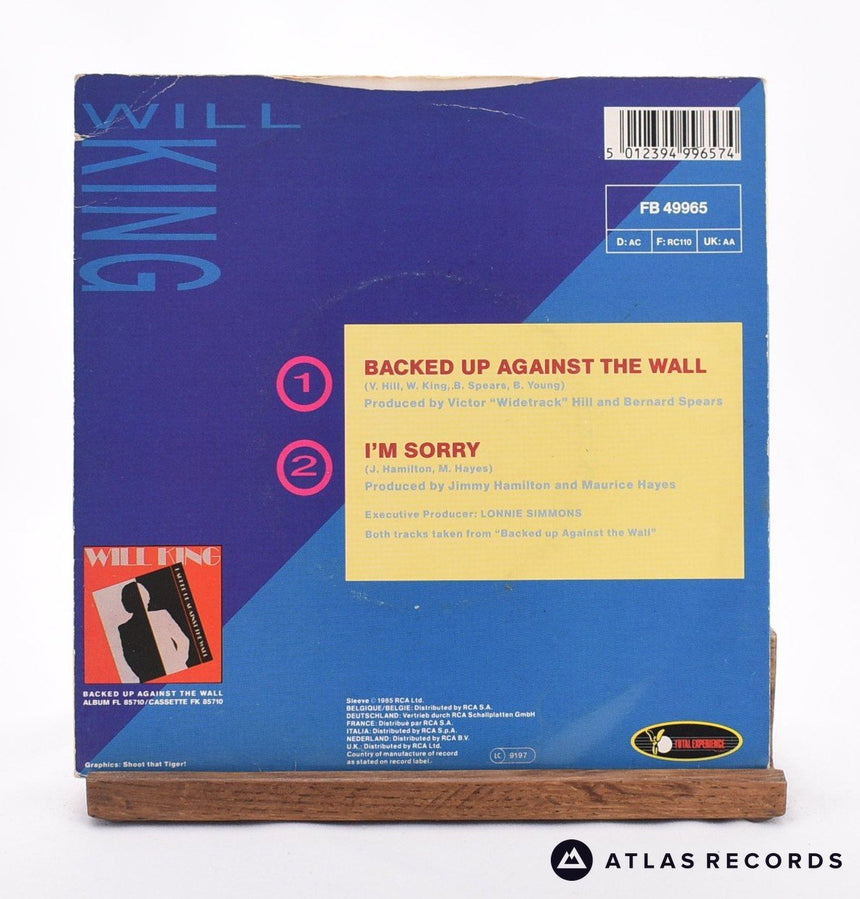 WILL
KING
5 012394 996574
FB 49965
D: AC F: RC110 UK: AA
1
BACKED UP AGAINST THE WALL
(V. Hill, W. King, B. Spears, B. Young)
Produced by Victor "Widetrack" Hill and Bernard Spears
2
I'M SORRY
(J. Hamilton, M. Hayes)
Produced by Jimmy Hamilton and Maurice Hayes
Executive Producer: LONNIE SIMMONS
Both tracks taken from "Backed up Against the Wall"
WILL KING
BACKED UP AGAINST THE WALL
BACKED UP AGAINST THE WALL
ALBUM FL 85710/CASSETTE FK 85710
Graphics: Shoot that Tiger!
Sleeve © 1985 RCA Ltd.
BELGIQUE/BELGIE: Distributed by RCA S.A.
DEUTSCHLAND: Vertrieb durch RCA Schallplatten GmbH
FRANCE: Distribué par RCA S.A.
ITALIA: Distributed by RCA S.p.A.
NEDERLAND: Distributed by RCA B.V.
U.K.: Distributed by RCA Ltd.
Country of manufacture of record
as stated on record label.
LC 9197
TOTAL EXPERIENCE
ATLAS RECORDS